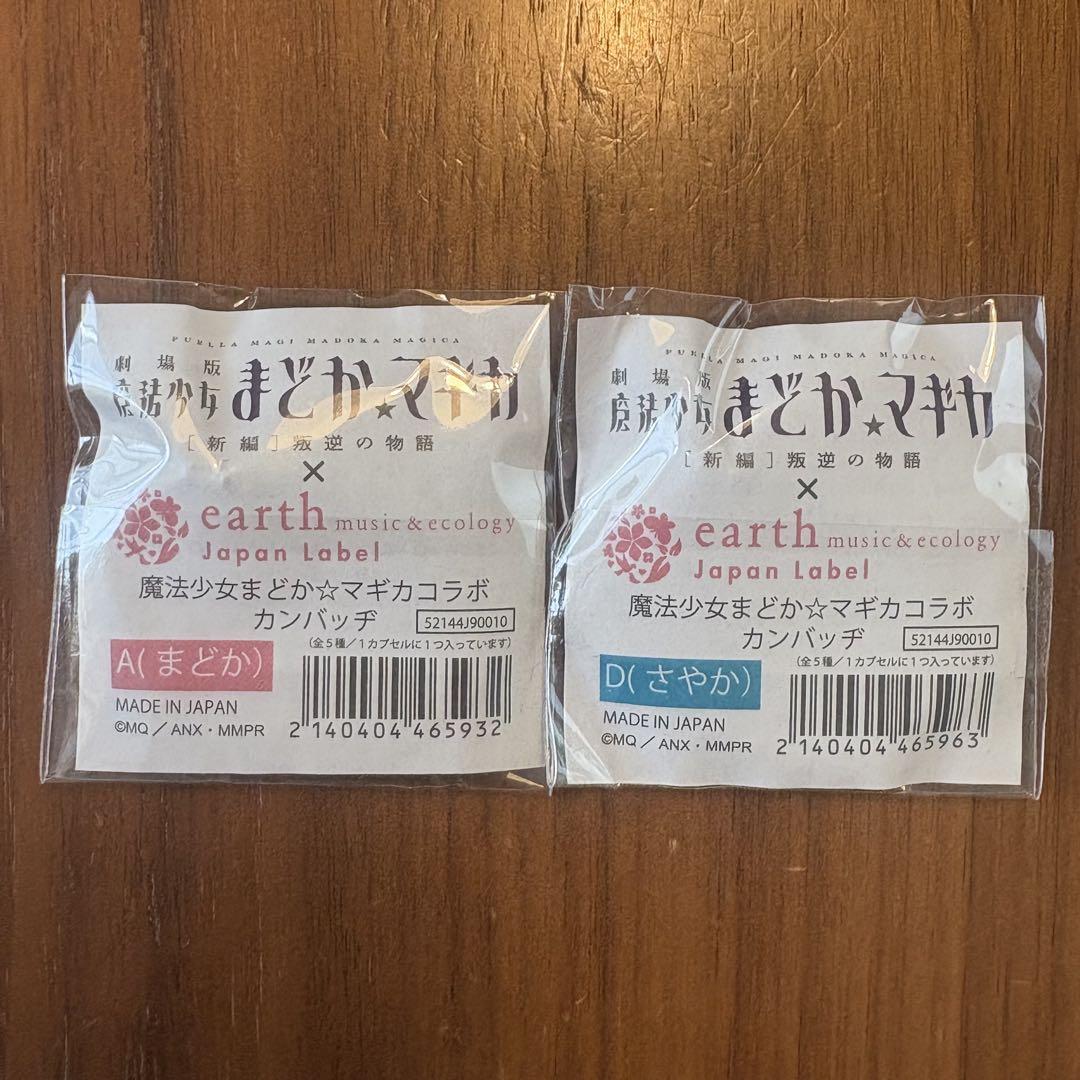 PUELLA MAGI MADOKA MAGICA
劇場版
魔法少女まどか☆マギカ
[新編]叛逆の物語
×
earth music&ecology
Japan Label
魔法少女まどか☆マギカコラボ
カンバッヂ
52144J90010
(全5種/1カプセルに1つ入っています)
A(まどか)
MADE IN JAPAN
©MQ/ANX・MMPR
2140404465932
PUELLA MAGI MADOKA MAGICA
劇場版
魔法少女まどか★マギカ
[新編]叛逆の物語
×
earth music&ecology
Japan Label
魔法少女まどか☆マギカコラボ
カンバッヂ
52144J90010
(全5種/1カプセルに1つ入っています)
D(さやか)
MADE IN JAPAN
©MQ/ANX・MMPR
2140404465963